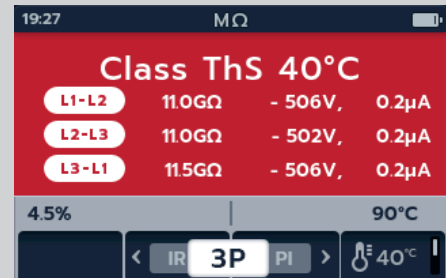 19:27 MΩ
Class ThS 40°C
L1-L2 11.0GΩ - 506V, 0.2µA
L2-L3 11.0GΩ - 502V, 0.2µA
L3-L1 11.5GΩ - 506V, 0.2µA
4.5% 90°C
< IR 3P PI > 40°C